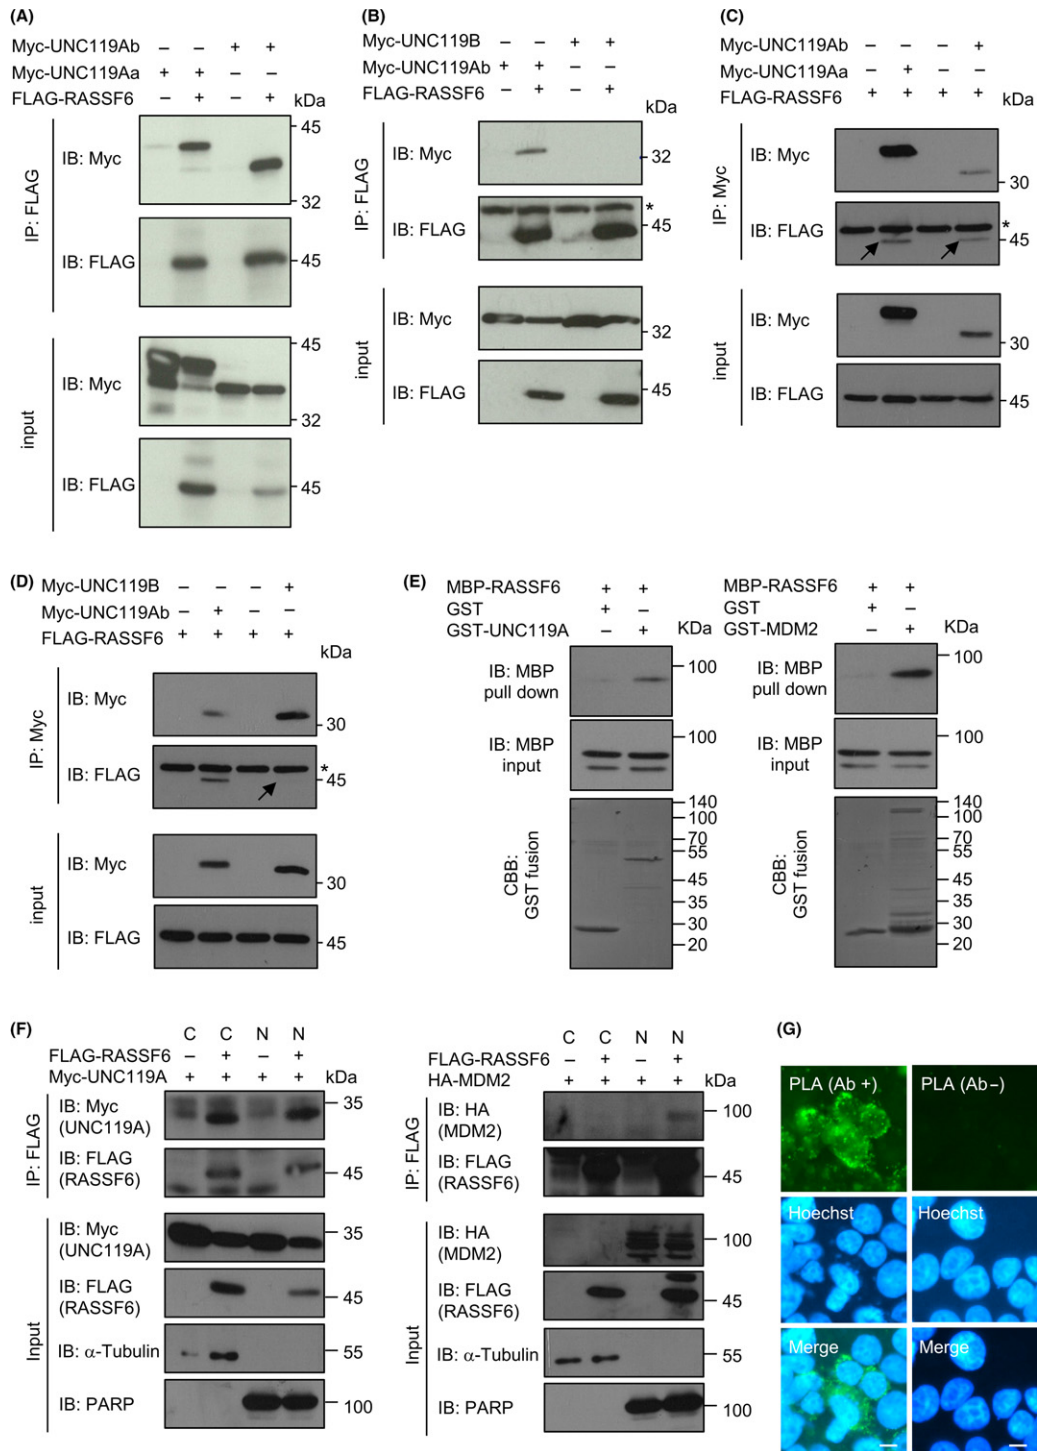 (A)
Myc-UNC119Ab – – + +
Myc-UNC119Aa + + – –
FLAG-RASSF6 – + – +
kDa
IP: FLAG
IB: Myc
45
32
IB: FLAG
45
input
IB: Myc
45
32
IB: FLAG
45
(B)
Myc-UNC119B – – + +
Myc-UNC119Ab + + – –
FLAG-RASSF6 – + – +
kDa
IP: FLAG
IB: Myc
32
IB: FLAG
*
45
input
IB: Myc
32
IB: FLAG
45
(C)
Myc-UNC119Ab – – – +
Myc-UNC119Aa – + – –
FLAG-RASSF6 + + + +
kDa
IP: Myc
IB: Myc
30
IB: FLAG
*
45
input
IB: Myc
30
IB: FLAG
45
(D)
Myc-UNC119B – – – +
Myc-UNC119Ab – + – –
FLAG-RASSF6 + + + +
kDa
IP: Myc
IB: Myc
30
IB: FLAG
*
45
input
IB: Myc
30
IB: FLAG
45
(E)
MBP-RASSF6 + +
GST + –
GST-UNC119A – +
KDa
IB: MBP
pull down
100
IB: MBP
input
100
CBB:
GST fusion
140
100
70
55
45
35
30
20
MBP-RASSF6 + +
GST + –
GST-MDM2 – +
KDa
IB: MBP
pull down
100
IB: MBP
input
100
CBB:
GST fusion
140
100
70
55
45
35
30
20
(F)
C C N N
FLAG-RASSF6 – + – +
Myc-UNC119A + + + +
kDa
IP: FLAG
IB: Myc
(UNC119A)
35
IB: FLAG
(RASSF6)
45
Input
IB: Myc
(UNC119A)
35
IB: FLAG
(RASSF6)
45
IB: α-Tubulin
55
IB: PARP
100
C C N N
FLAG-RASSF6 – + – +
HA-MDM2 + + + +
kDa
IP: FLAG
IB: HA
(MDM2)
100
IB: FLAG
(RASSF6)
45
Input
IB: HA
(MDM2)
100
IB: FLAG
(RASSF6)
45
IB: α-Tubulin
55
IB: PARP
100
(G)
PLA (Ab +)
PLA (Ab –)
Hoechst
Hoechst
Merge
Merge